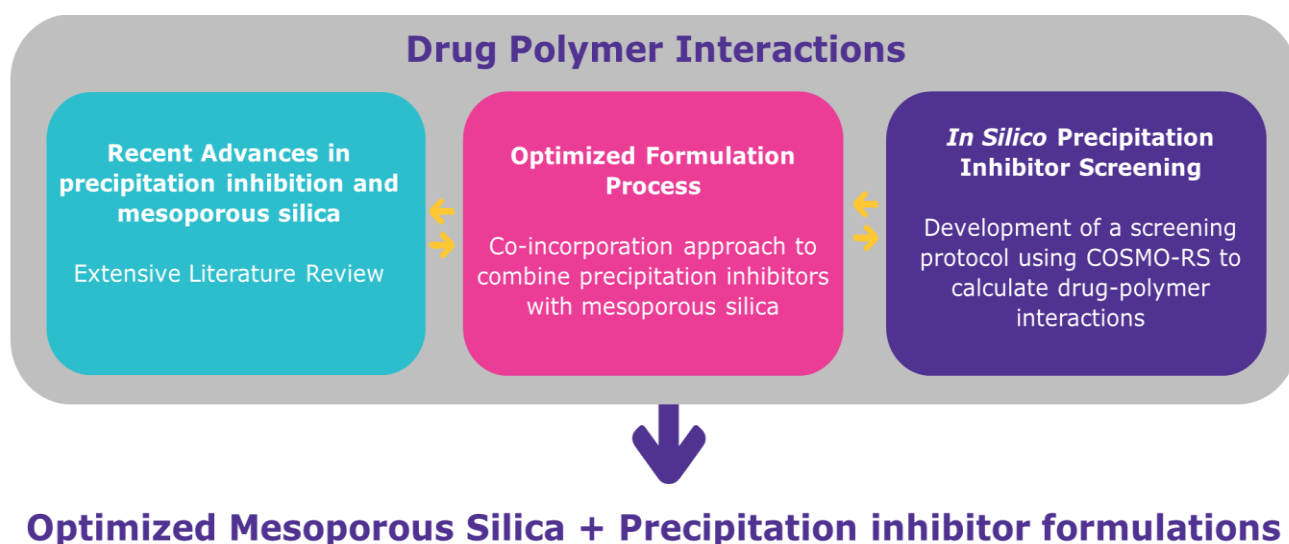 Drug Polymer Interactions
Recent Advances in
precipitation inhibition and
mesoporous silica
Extensive Literature Review
Optimized Formulation
Process
Co-incorporation approach to
combine precipitation inhibitors
with mesoporous silica
In Silico Precipitation
Inhibitor Screening
Development of a screening
protocol using COSMO-RS to
calculate drug-polymer
interactions
Optimized Mesoporous Silica + Precipitation inhibitor formulations